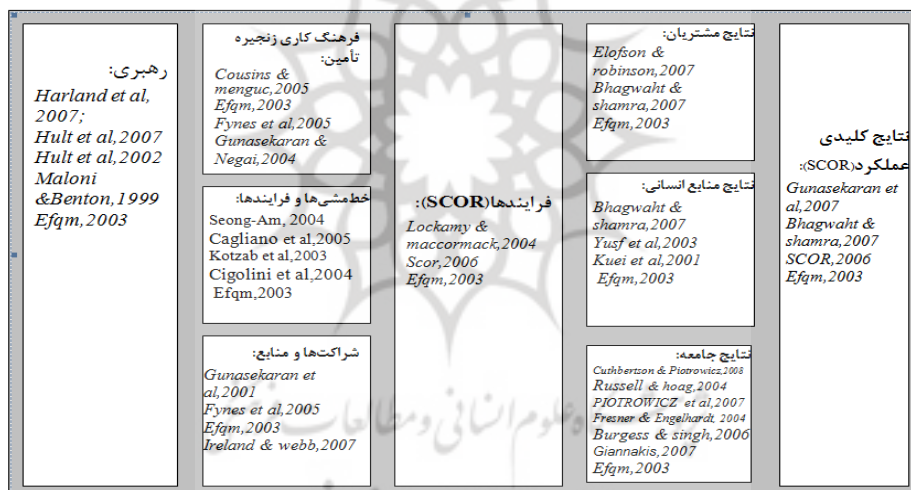 رهبری:
Harland et al,
2007;
Hult et al,2007
Hult et al,2002
Maloni
&Benton,1999
Efqm,2003
فرهنگ کاری زنجیره
تأمین:
Cousins &
menguc,2005
Efqm,2003
Fynes et al,2005
Gunasekaran &
Negai,2004
خط‌مشی‌ها و فرایندها:
Seong-Am, 2004
Cagliano et al,2005
Kotzab et al,2003
Cigolini et al,2004
Efqm,2003
شراکت‌ها و منابع:
Gunasekaran et
al,2001
Fynes et al,2005
Efqm,2003
Ireland & webb,2007
فرایندها(SCOR):
Lockamy &
maccormack,2004
Scor,2006
Efqm,2003
نتایج مشتریان:
Elofson &
robinson,2007
Bhagwaht &
shamra,2007
Efqm,2003
نتایج منابع انسانی:
Bhagwaht &
shamra,2007
Yusf et al,2003
Kuei et al,2001
Efqm,2003
نتایج جامعه:
Cuthbertson & Piotrowicz,2008
Russell & hoag,2004
PIOTROWICZ et al,2007
Fresner & Engelhardt, 2004
Burgess & singh,2006
Giannakis,2007
Efqm,2003
نتایج کلیدی
عملکرد(SCOR):
Gunasekaran et
al,2007
Bhagwaht &
shamra,2007
SCOR,2006
Efqm,2003
پژوهشگاه علوم انسانی و مطالعات فرهنگی